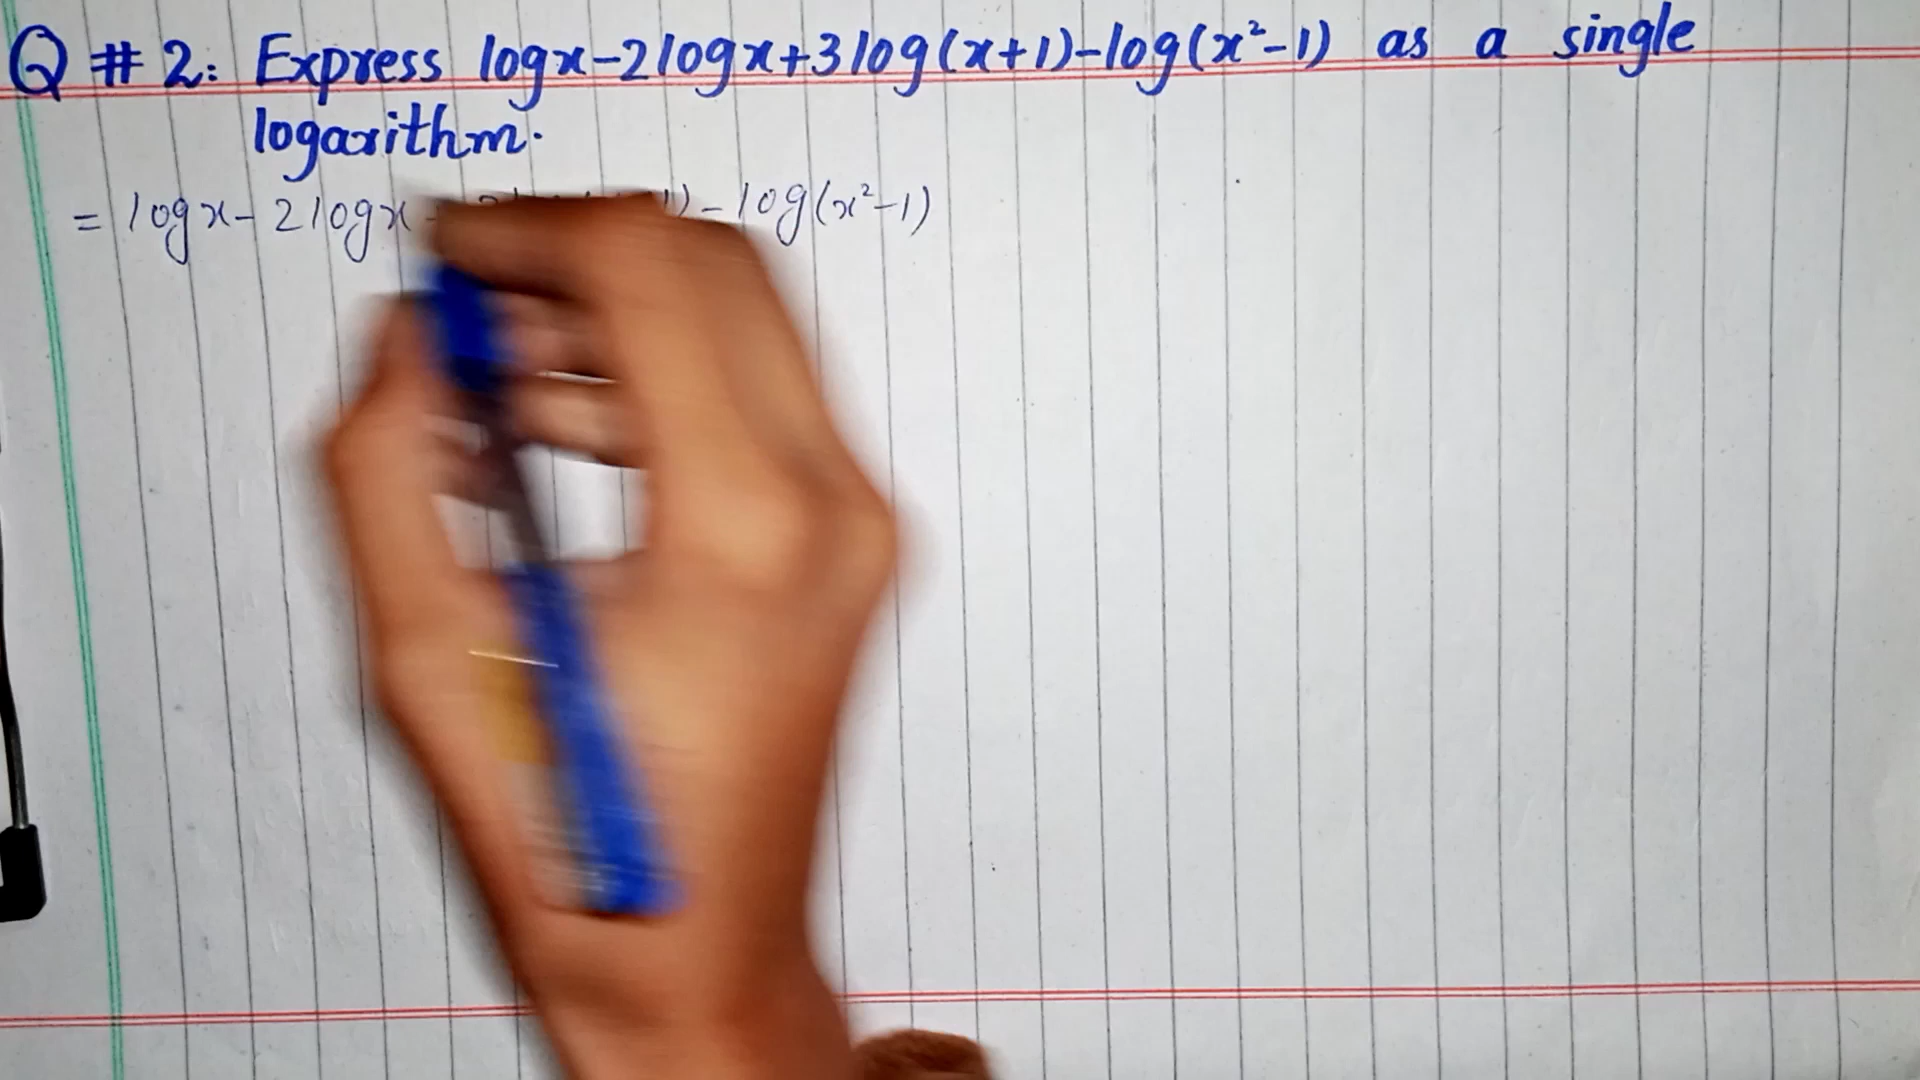 Q # 2: Express logx-2logx+3log(x+1)-log(x²-1) as a single
logarithm.
= logx - 2logx - log(x²-1)